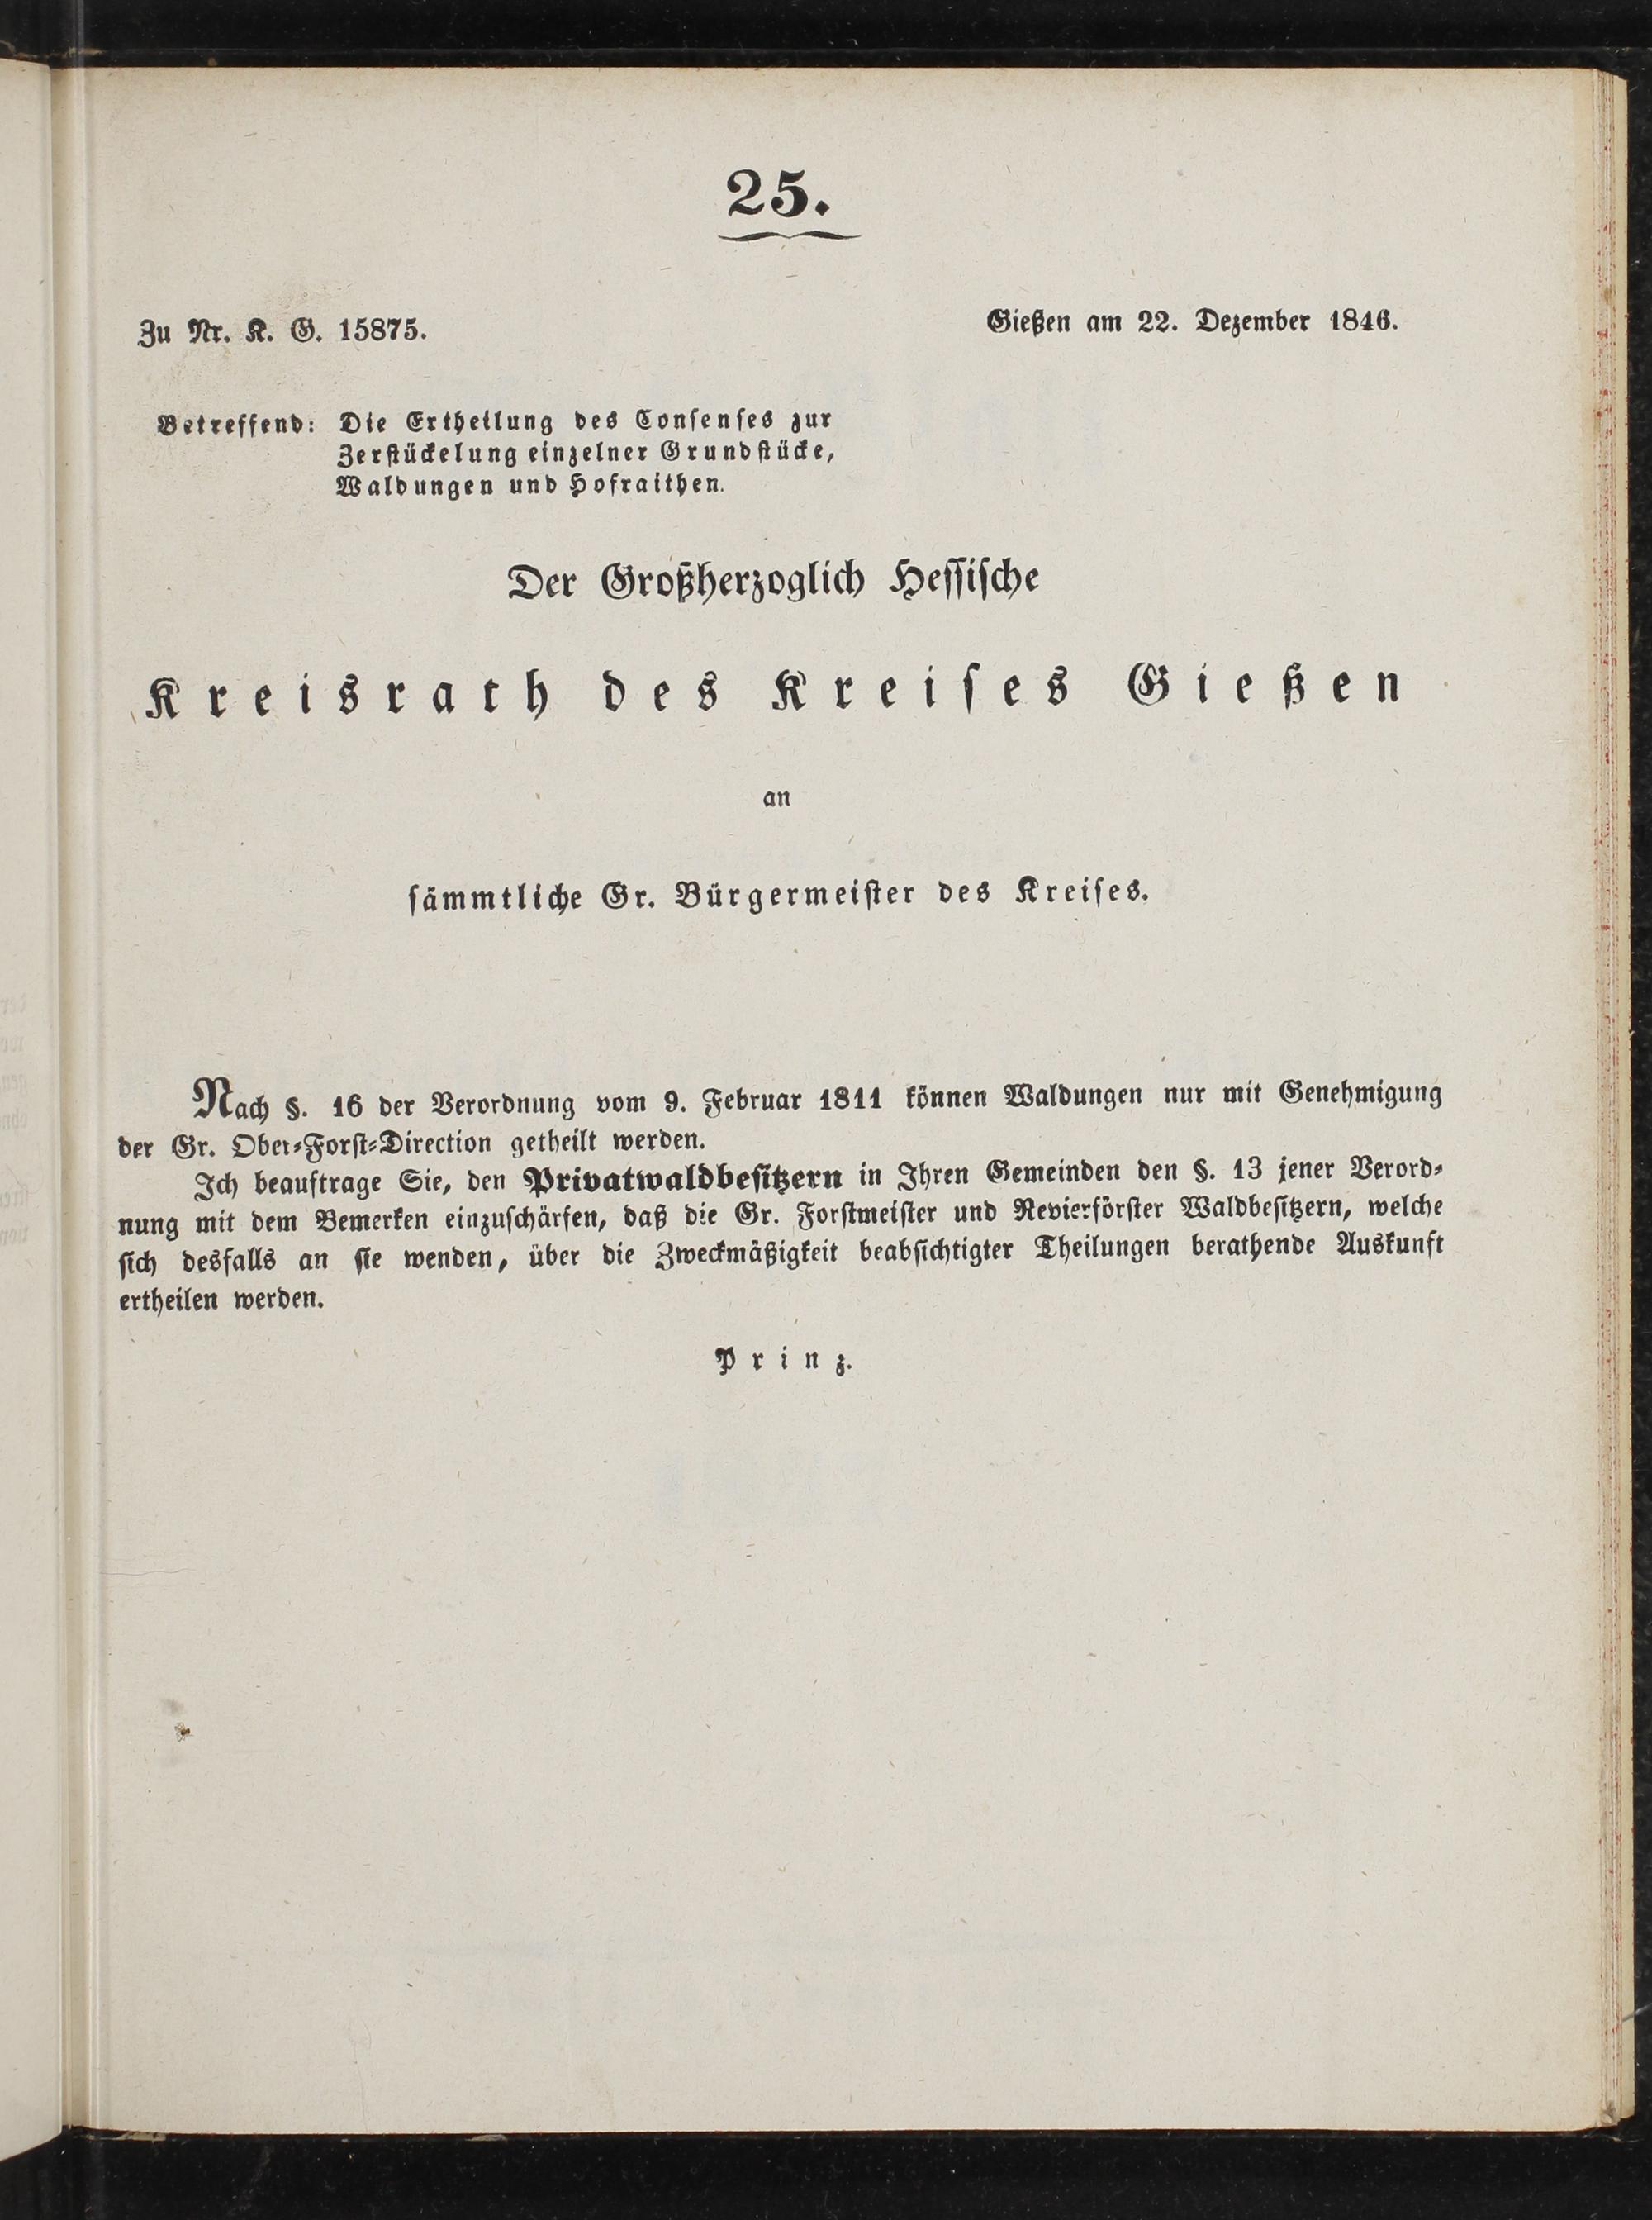 25.
Zu Nr. K. G. 15875.
Gießen am 22. Dezember 1846.
Betreffend: Die Ertheilung des Consenses zur
Zerstückelung einzelner Grundstücke,
Waldungen und Hofraithen.
Der Großherzoglich Hessische
Kreisrath des Kreises Gießen
an
sämmtliche Gr. Bürgermeister des Kreises.
Nach §. 16 der Verordnung vom 9. Februar 1811 können Waldungen nur mit Genehmigung
der Gr. Ober-Forst-Direction getheilt werden.
Ich beauftrage Sie, den Privatwaldbesitzern in Ihren Gemeinden den §. 13 jener Verord-
nung mit dem Bemerken einzuschärfen, daß die Gr. Forstmeister und Revierförster Waldbesitzern, welche
sich desfalls an sie wenden, über die Zweckmäßigkeit beabsichtigter Theilungen berathende Auskunft
ertheilen werden.
Prinz.